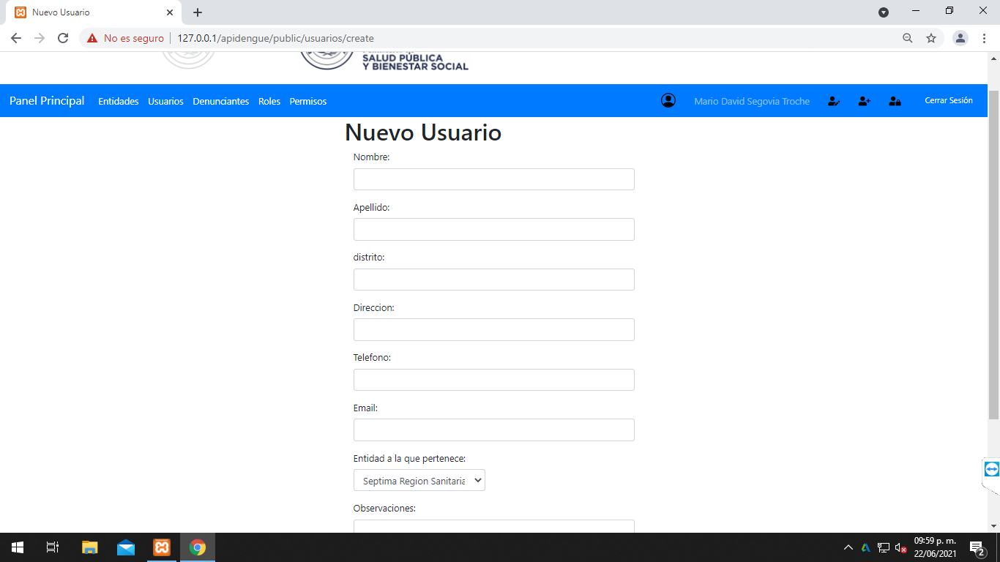 Nuevo Usuario
No es seguro
127.0.0.1/apidengue/public/usuarios/create
SALUD PÚBLICA
Y BIENESTAR SOCIAL
Panel Principal Entidades Usuarios Denunciantes Roles Permisos Mario David Segovia Troche Cerrar Sesión
Nuevo Usuario
Nombre:
Apellido:
distrito:
Direccion:
Telefono:
Email:
Entidad a la que pertenece:
Septima Region Sanitaria
Observaciones:
09:59 p. m.
22/06/2021
2